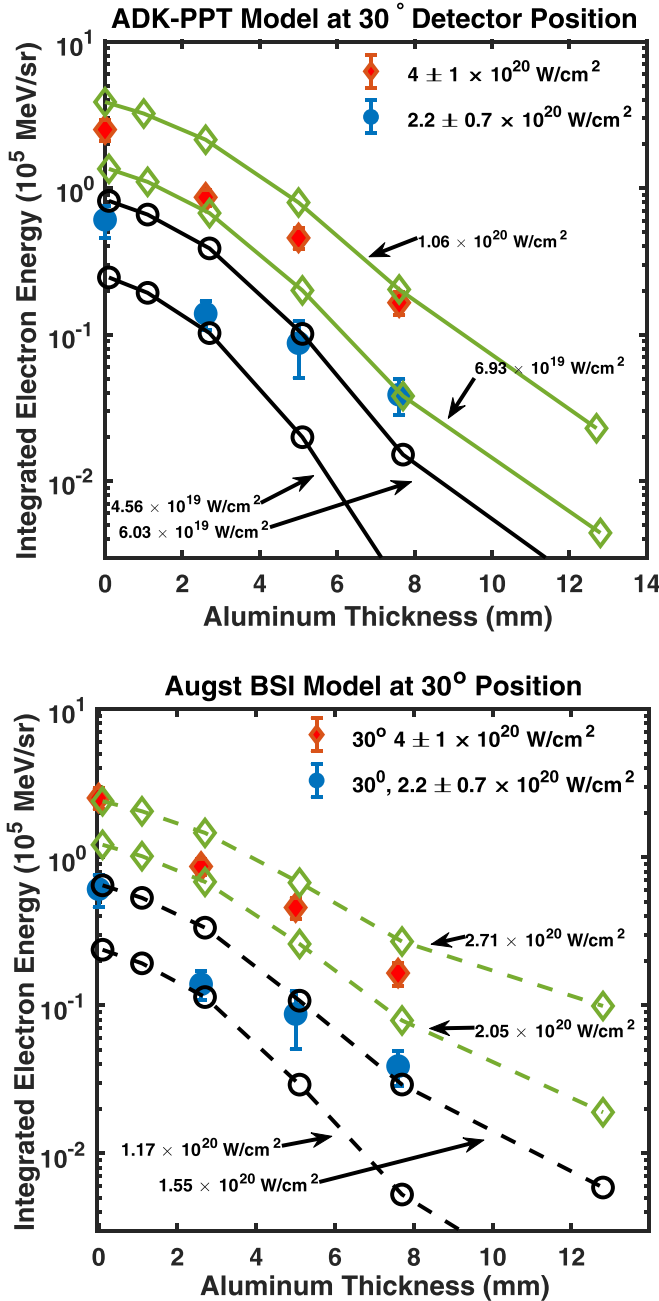 ADK-PPT Model at 30° Detector Position
Integrated Electron Energy (10⁵ MeV/sr)
10¹
10⁰
10⁻¹
10⁻²
4 ± 1 × 10²⁰ W/cm²
2.2 ± 0.7 × 10²⁰ W/cm²
1.06 × 10²⁰ W/cm²
6.93 × 10¹⁹ W/cm²
4.56 × 10¹⁹ W/cm²
6.03 × 10¹⁹ W/cm²
0 2 4 6 8 10 12 14
Aluminum Thickness (mm)
Augst BSI Model at 30° Position
Integrated Electron Energy (10⁵ MeV/sr)
10¹
10⁰
10⁻¹
10⁻²
30° 4 ± 1 × 10²⁰ W/cm²
30⁰, 2.2 ± 0.7 × 10²⁰ W/cm²
2.71 × 10²⁰ W/cm²
2.05 × 10²⁰ W/cm²
1.17 × 10²⁰ W/cm²
1.55 × 10²⁰ W/cm²
0 2 4 6 8 10 12
Aluminum Thickness (mm)